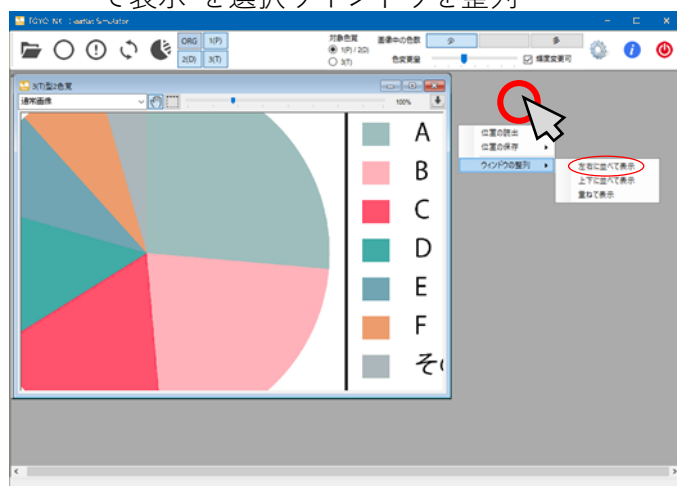 て表示"を選択ウィンドウを整列
TOYO INK
ORG 1(P)
2(D) 3(T)
対象色覚
1(P) / 2(D)
3(T)
画像中の色数 少 多
色変更量 輝度変更可
3(T)型2色覚
通常画像 100%
A
B
C
D
E
F
その
位置の読出
位置の保存
ウィンドウの整列
左右に並べて表示
上下に並べて表示
重ねて表示